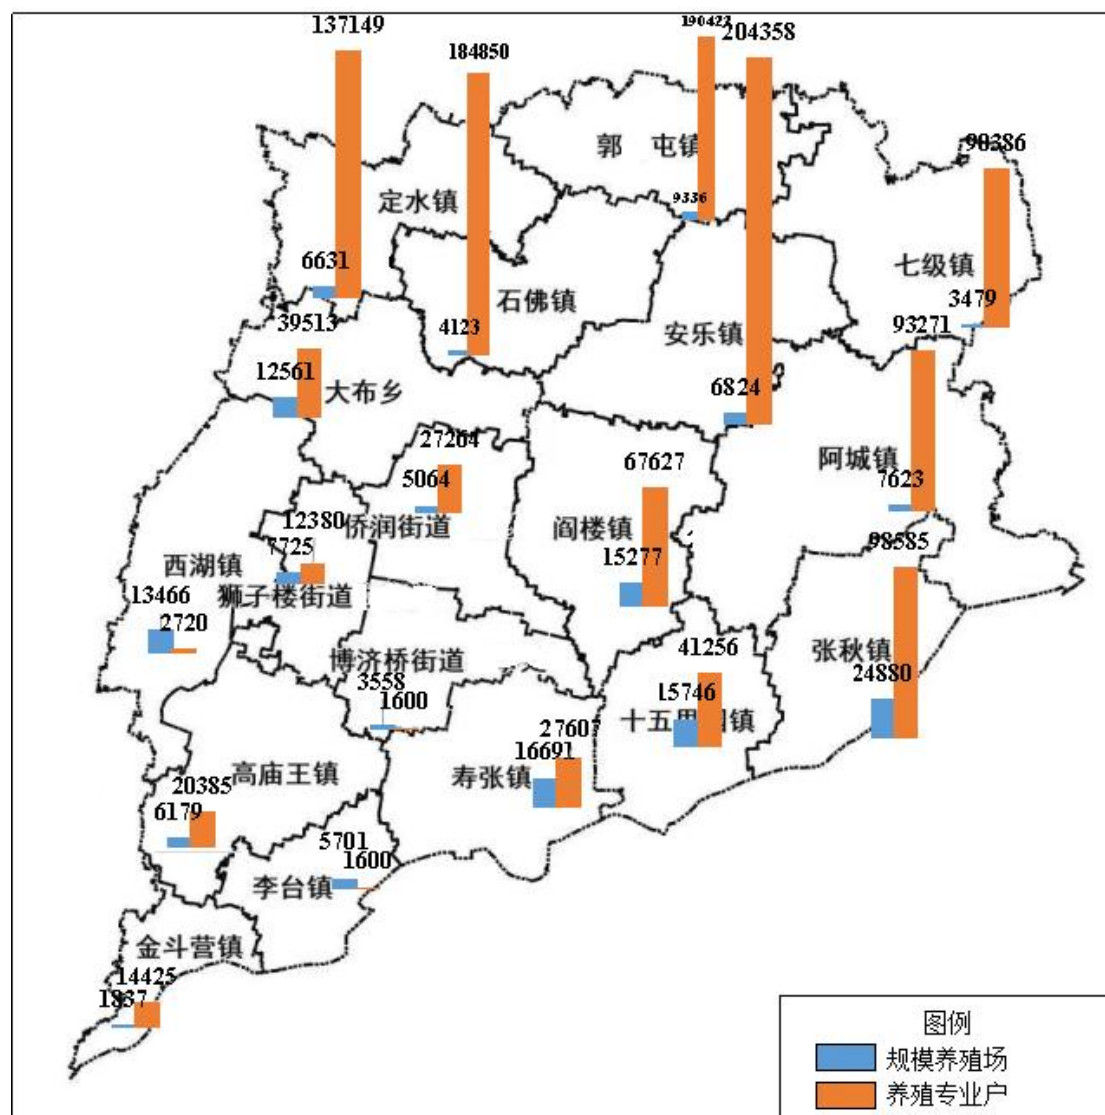 137149
184850
190423
204358
郭 屯镇
98386
定水镇
9336
6631
石佛镇
七级镇
3479
39513
4123
安乐镇
93271
12561
大布乡
6824
27264
5064
67627
阿城镇
7623
12380
7725
侨润街道
阎楼镇
15277
98585
西湖镇
狮子楼街道
13466
2720
博济桥街道
3558
1600
41256
15746
张秋镇
24880
十五里园镇
27607
16691
高庙王镇
寿张镇
20385
6179
5701
1600
李台镇
金斗营镇
14425
1837
图例
规模养殖场
养殖专业户